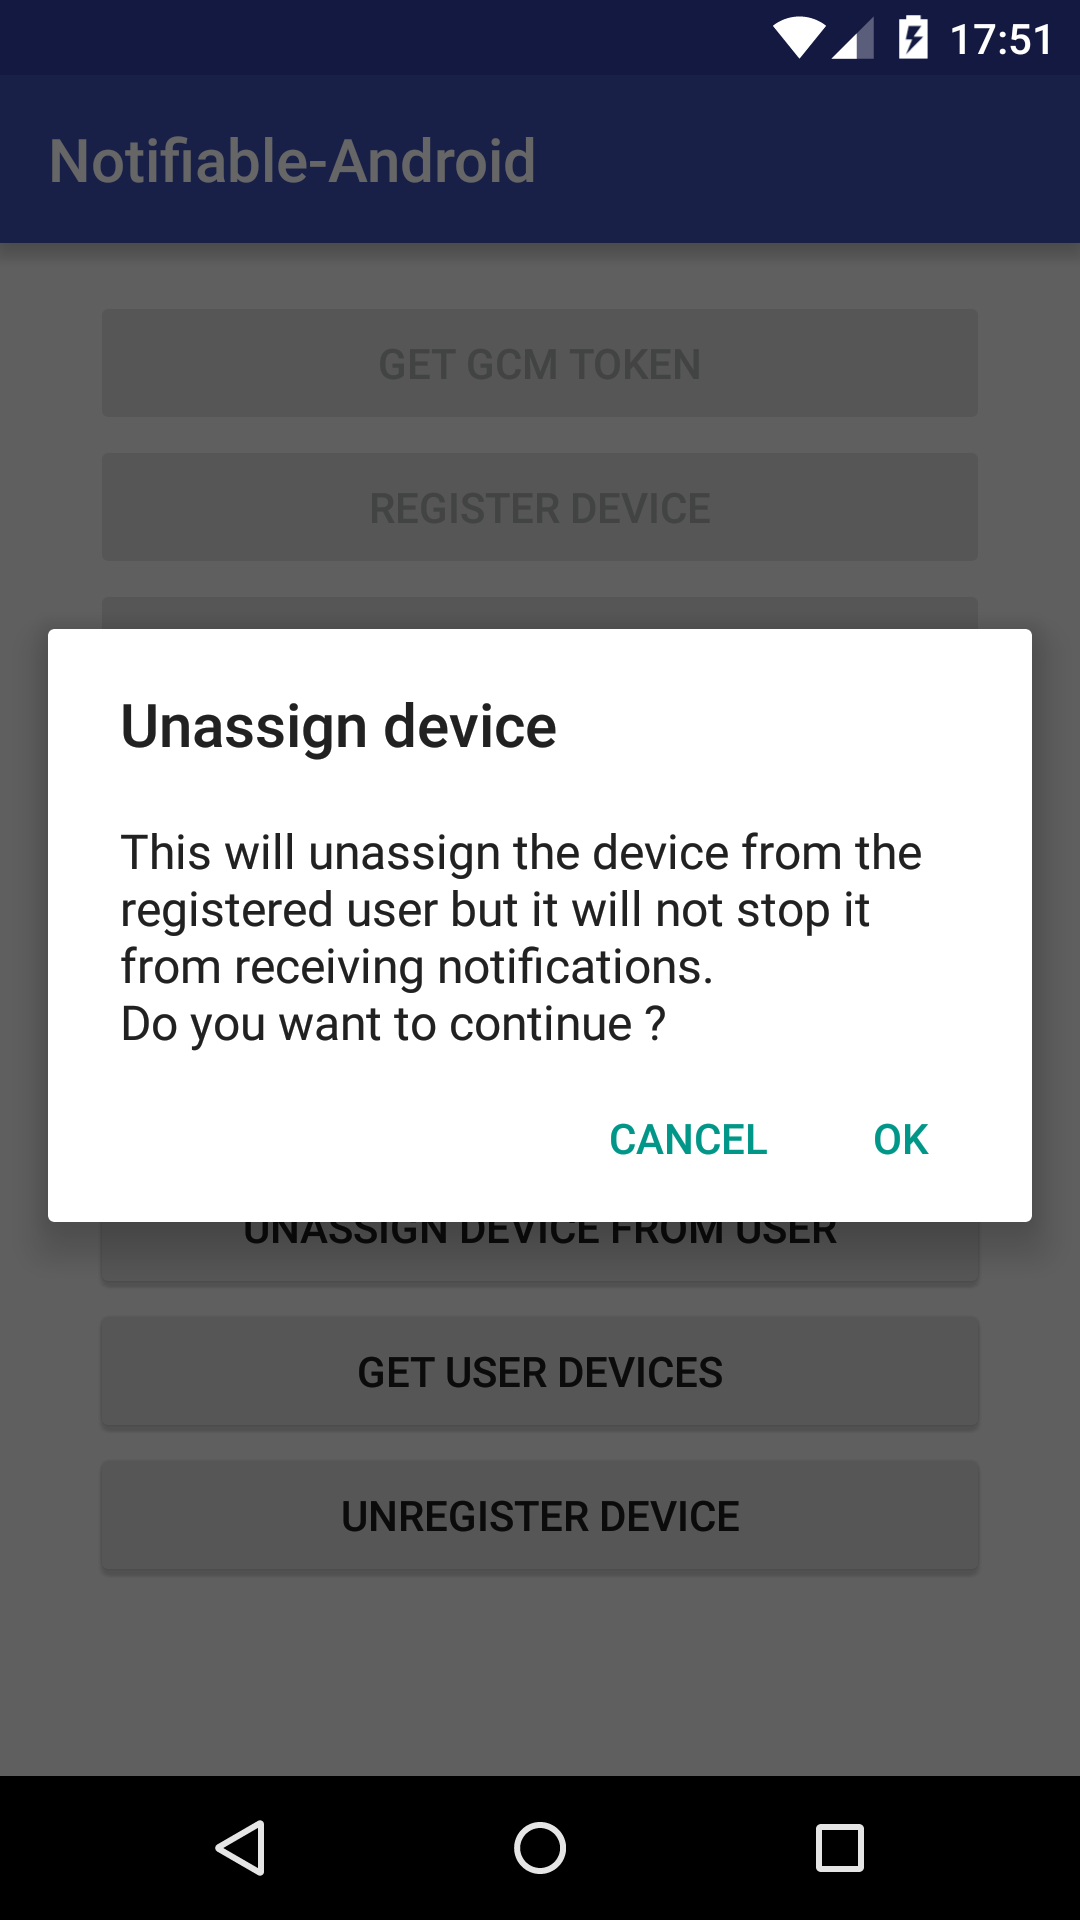 17:51
Notifiable-Android
GET GCM TOKEN
REGISTER DEVICE
Unassign device
This will unassign the device from the
registered user but it will not stop it
from receiving notifications.
Do you want to continue ?
CANCEL OK
UNASSIGN DEVICE FROM USER
GET USER DEVICES
UNREGISTER DEVICE